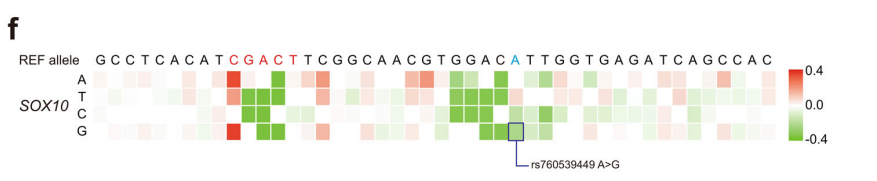 f
REF allele G C C T C A C A T C G A C T T C G G C A A C G T G G A C A T T G G T G A G A T C A G C C A C
SOX10
A
T
C
G
0.4
0.0
-0.4
rs760539449 A>G